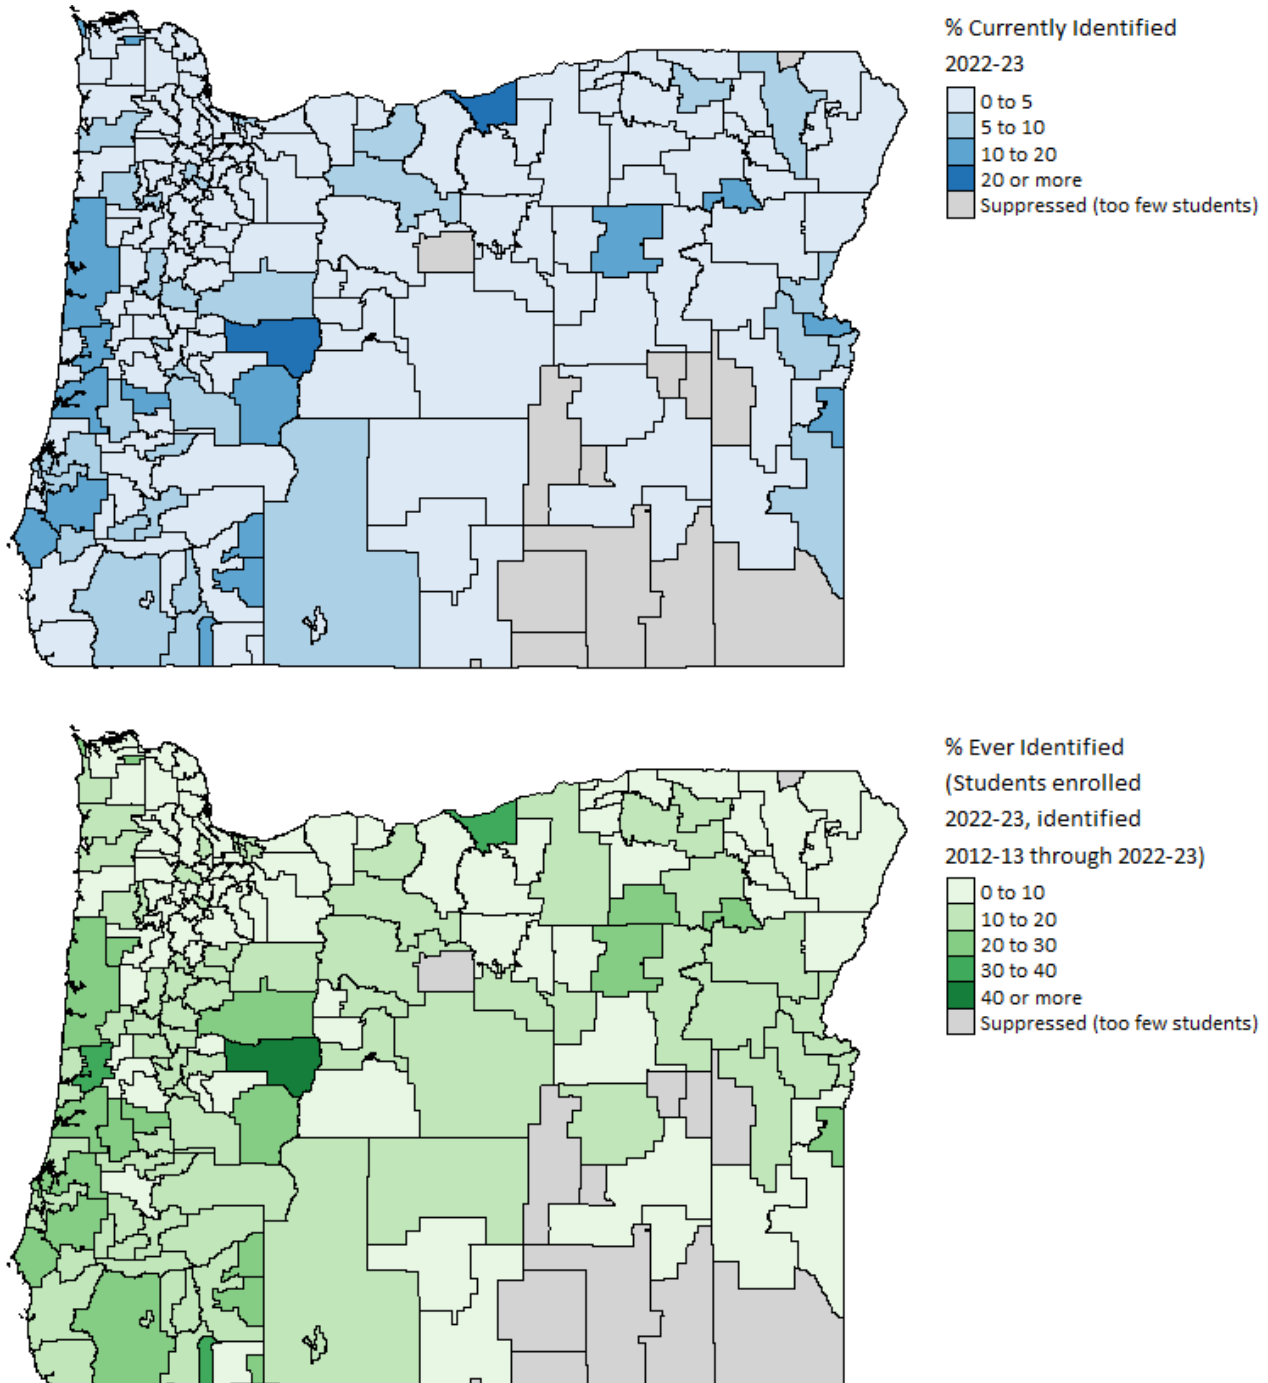 % Currently Identified
2022-23
0 to 5
5 to 10
10 to 20
20 or more
Suppressed (too few students)
% Ever Identified
(Students enrolled
2022-23, identified
2012-13 through 2022-23)
0 to 10
10 to 20
20 to 30
30 to 40
40 or more
Suppressed (too few students)